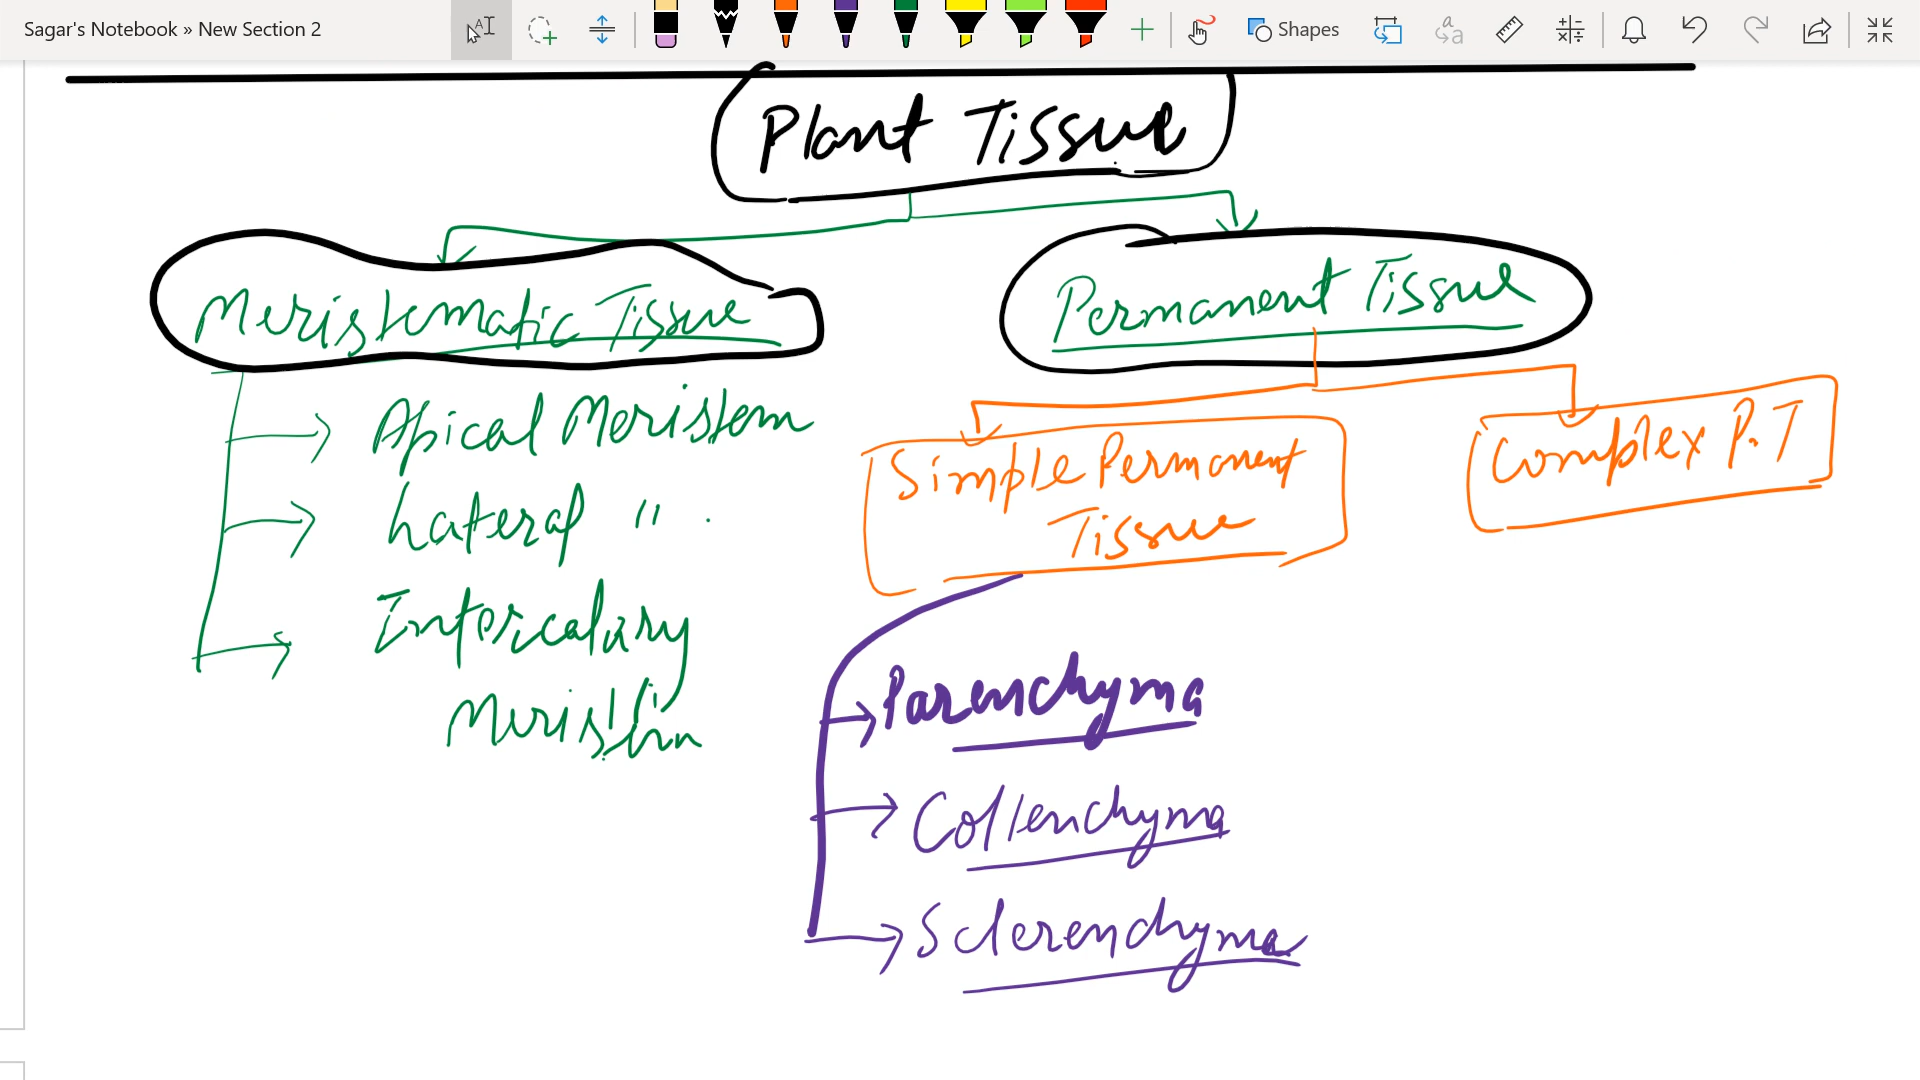 Sagar's Notebook » New Section 2
Shapes
Plant Tissue
Meristematic Tissue
Permanent Tissue
Apical Meristem
Lateral " .
Intercalary
Meristem
Simple Permanent
Tissue
Complex P.T
Parenchyma
Collenchyma
Sclerenchyma